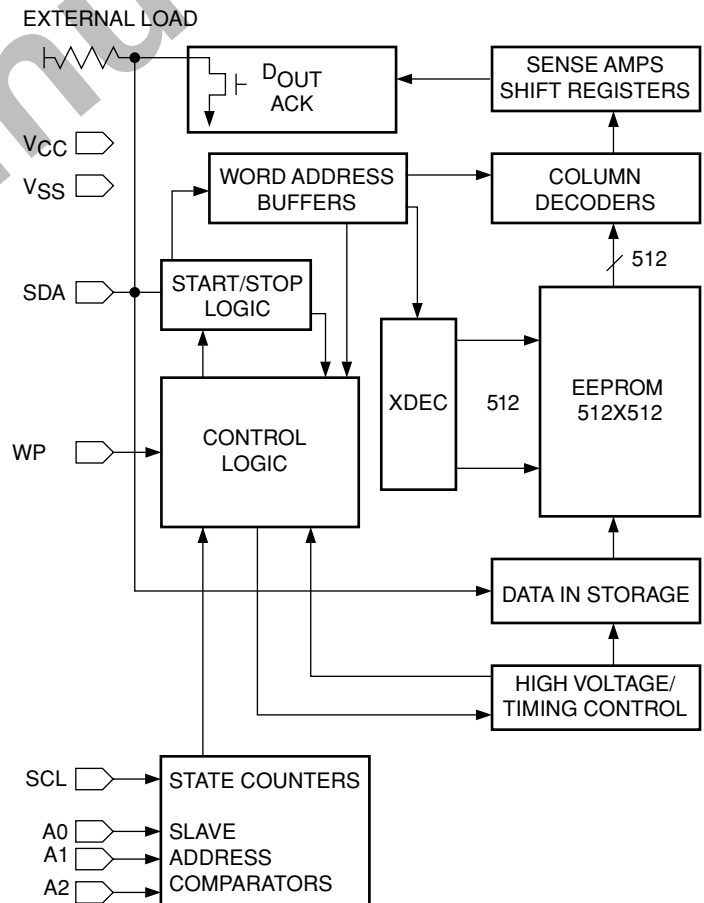 EXTERNAL LOAD
DOUT
ACK
SENSE AMPS
SHIFT REGISTERS
VCC
VSS
WORD ADDRESS
BUFFERS
COLUMN
DECODERS
512
SDA
START/STOP
LOGIC
XDEC
512
EEPROM
512X512
WP
CONTROL
LOGIC
DATA IN STORAGE
HIGH VOLTAGE/
TIMING CONTROL
SCL
STATE COUNTERS
A0
SLAVE
A1
ADDRESS
A2
COMPARATORS